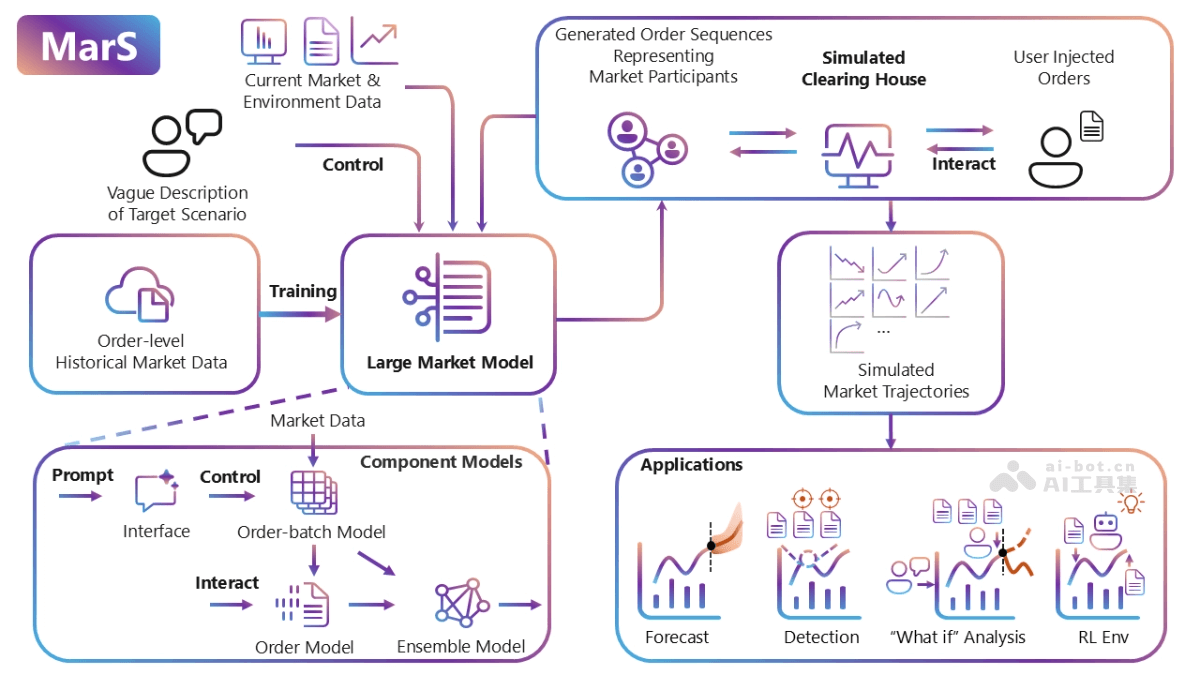 MarS
Current Market &
Environment Data
Vague Description
of Target Scenario
Control
Generated Order Sequences
Representing
Market Participants
Simulated
Clearing House
User Injected
Orders
Interact
Order-level
Historical Market Data
Training
Large Market Model
Simulated
Market Trajectories
...
Market Data
Component Models
Prompt
Interface
Control
Order-batch Model
Interact
Order Model
Ensemble Model
Applications
ai-bot.cn
AI工具集
Forecast
Detection
“What if” Analysis
RL Env